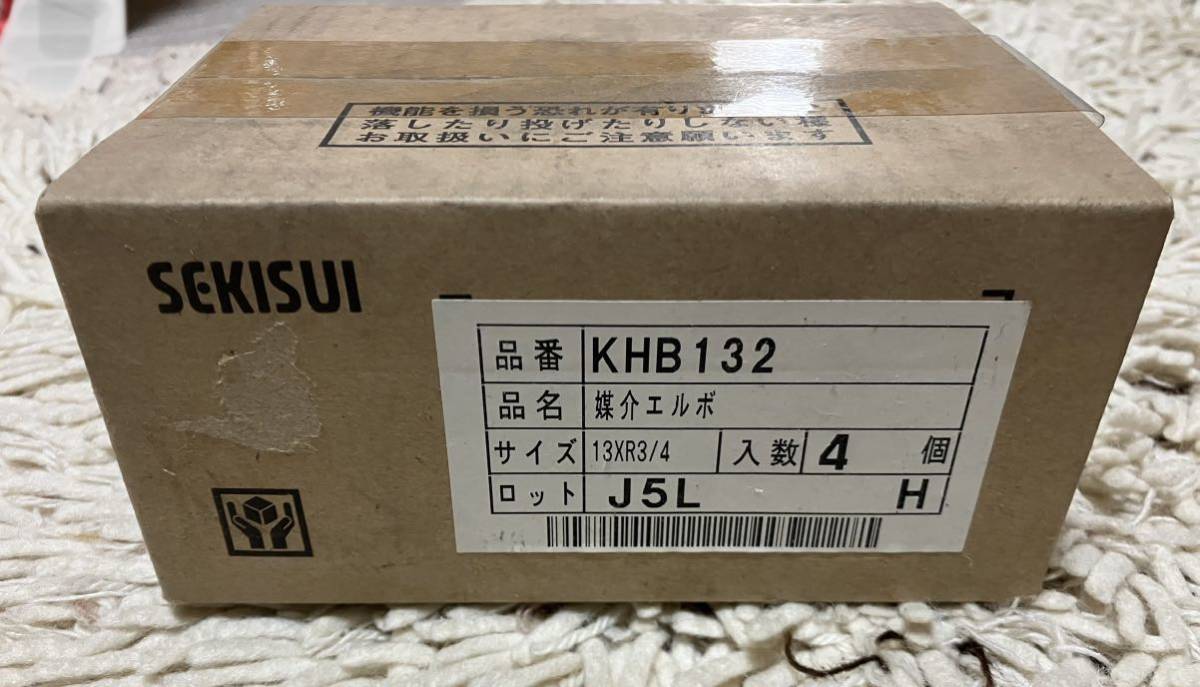 機能を損う恐れが有り
落したり投げたりしない様
お取扱いにご注意願います
SEKISUI
品番 KHB132
品名 媒介エルボ
サイズ 13XR3/4 入数 4 個
ロット J5L H